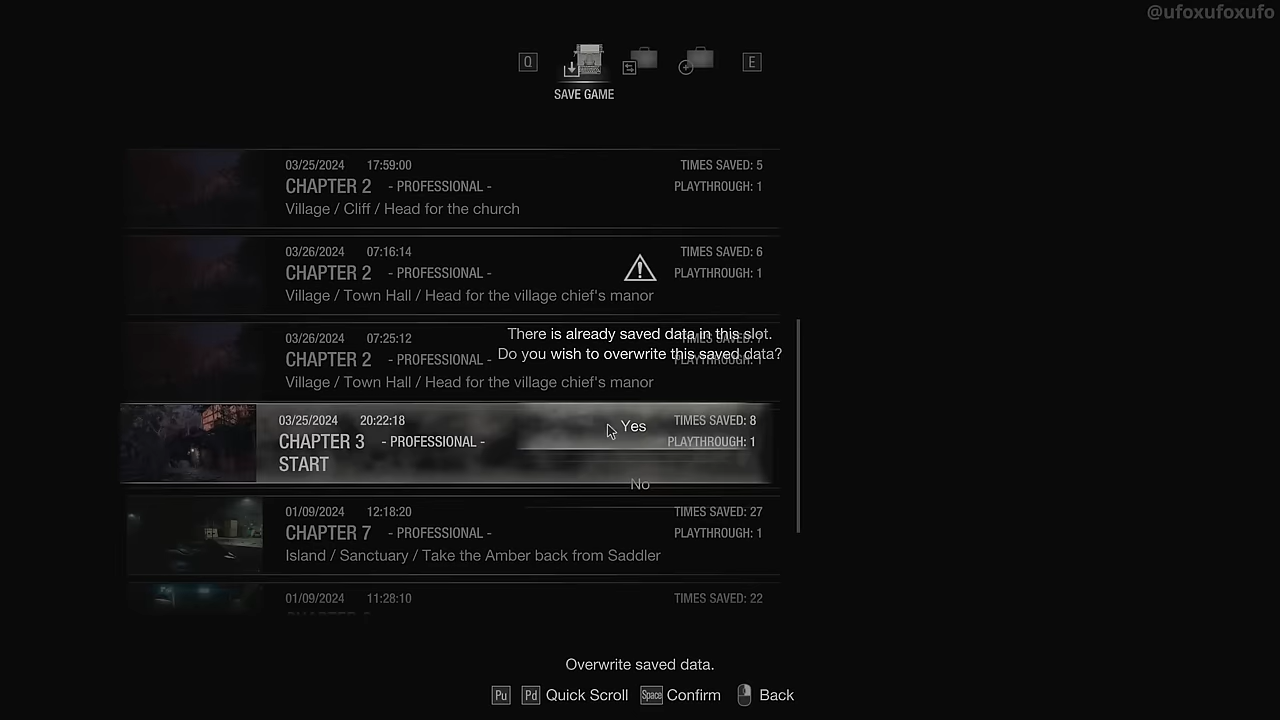 @ufoxufoxufo
Q
E
SAVE GAME
03/25/2024 17:59:00 TIMES SAVED: 5
CHAPTER 2 - PROFESSIONAL - PLAYTHROUGH: 1
Village / Cliff / Head for the church
03/26/2024 07:16:14 TIMES SAVED: 6
CHAPTER 2 - PROFESSIONAL - PLAYTHROUGH: 1
Village / Town Hall / Head for the village chief's manor
There is already saved data in this slot.
Do you wish to overwrite this saved data?
03/26/2024 07:25:12 TIMES SAVED: 7
CHAPTER 2 - PROFESSIONAL - PLAYTHROUGH: 1
Village / Town Hall / Head for the village chief's manor
03/25/2024 20:22:18 TIMES SAVED: 8
CHAPTER 3 - PROFESSIONAL - PLAYTHROUGH: 1
START
Yes
No
01/09/2024 12:18:20 TIMES SAVED: 27
CHAPTER 7 - PROFESSIONAL - PLAYTHROUGH: 1
Island / Sanctuary / Take the Amber back from Saddler
01/09/2024 11:28:10 TIMES SAVED: 22
Overwrite saved data.
Pu Pd Quick Scroll Space Confirm Back